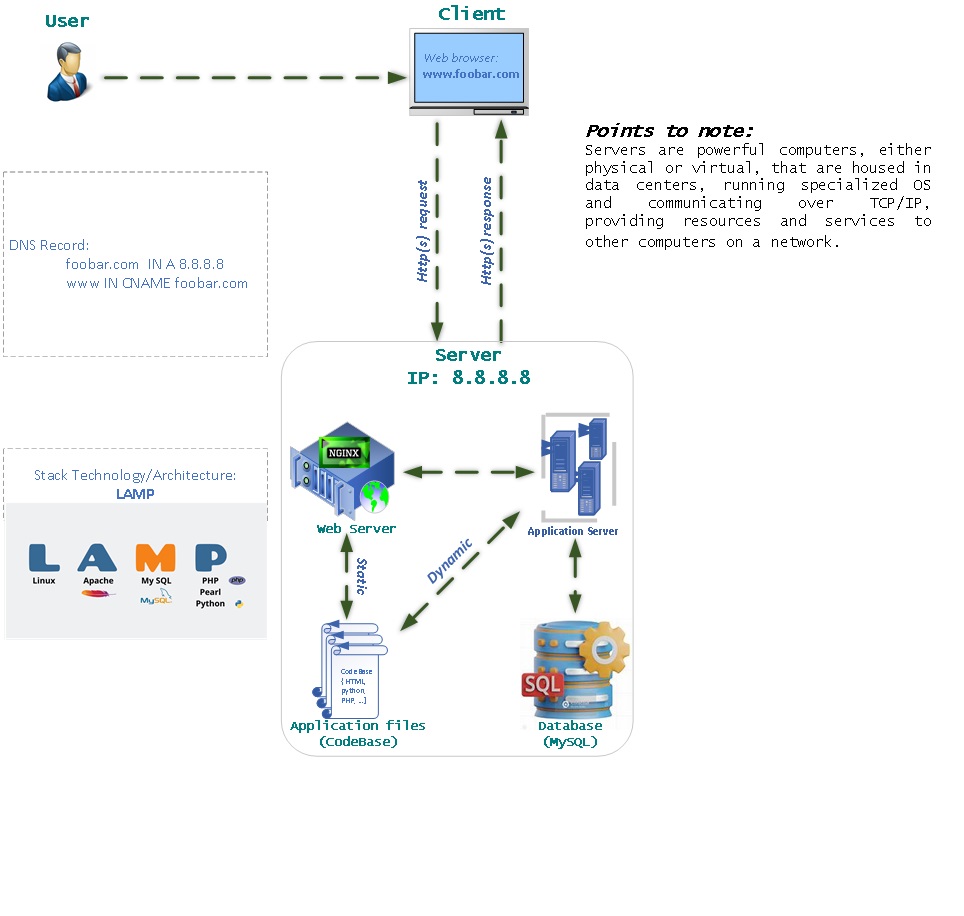 User
Client
Web browser:
www.foobar.com
Points to note:
Servers are powerful computers, either
physical or virtual, that are housed in
data centers, running specialized OS
and communicating over TCP/IP,
providing resources and services to
other computers on a network.
Http(s) request
Http(s)response
DNS Record:
foobar.com IN A 8.8.8.8
www IN CNAME foobar.com
Server
IP: 8.8.8.8
NGINX
Web Server
Application Server
Static
Dynamic
CodeBase
{ HTML,
python,
PHP, ...]
Application files
(CodeBase)
SQL
Database
(MySQL)
Stack Technology/Architecture:
LAMP
L A M P
Linux
Apache
My SQL
MySQL
PHP
php
Pearl
Python